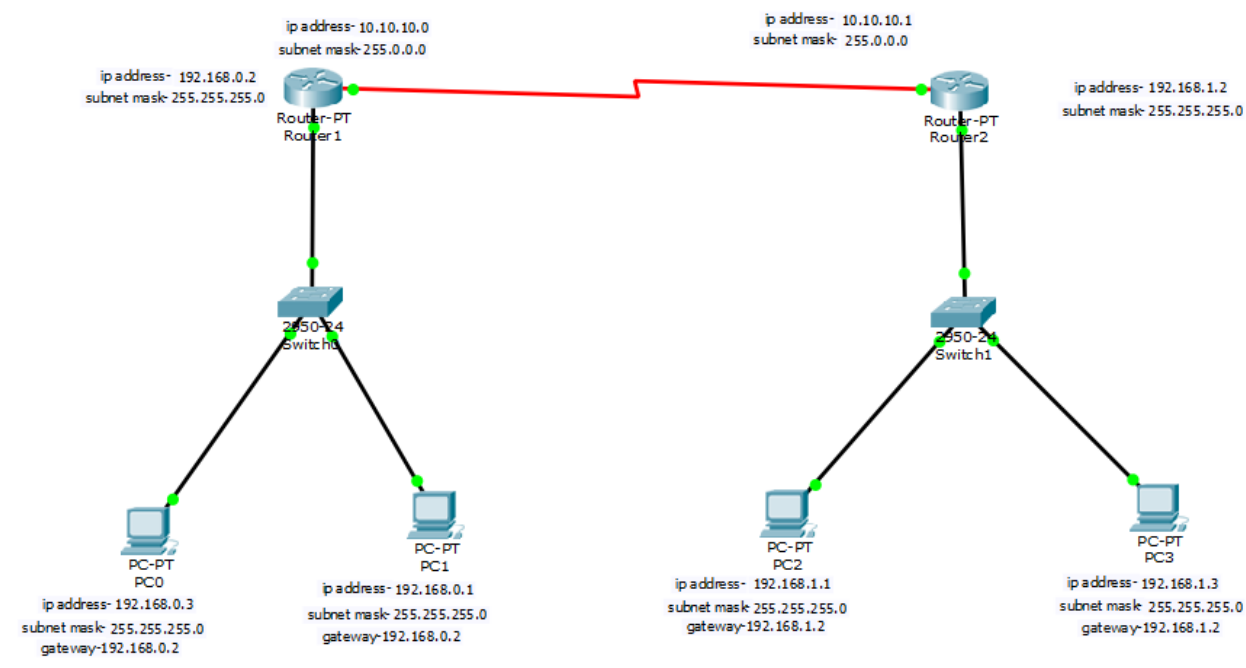 ip address- 10.10.10.0
subnet mask-255.0.0.0
ip address- 10.10.10.1
subnet mask- 255.0.0.0
ip address- 192.168.0.2
subnet mask-255.255.255.0
Router-PT
Router1
Router-PT
Router2
ip address- 192.168.1.2
subnet mask- 255.255.255.0
2950-24
Switch0
2950-24
Switch1
PC-PT
PC0
ip address- 192.168.0.3
subnet mask- 255.255.255.0
gateway-192.168.0.2
PC-PT
PC1
ip address- 192.168.0.1
subnet mask- 255.255.255.0
gateway-192.168.0.2
PC-PT
PC2
ip address- 192.168.1.1
subnet mask- 255.255.255.0
gateway-192.168.1.2
PC-PT
PC3
ip address- 192.168.1.3
subnet mask- 255.255.255.0
gateway-192.168.1.2